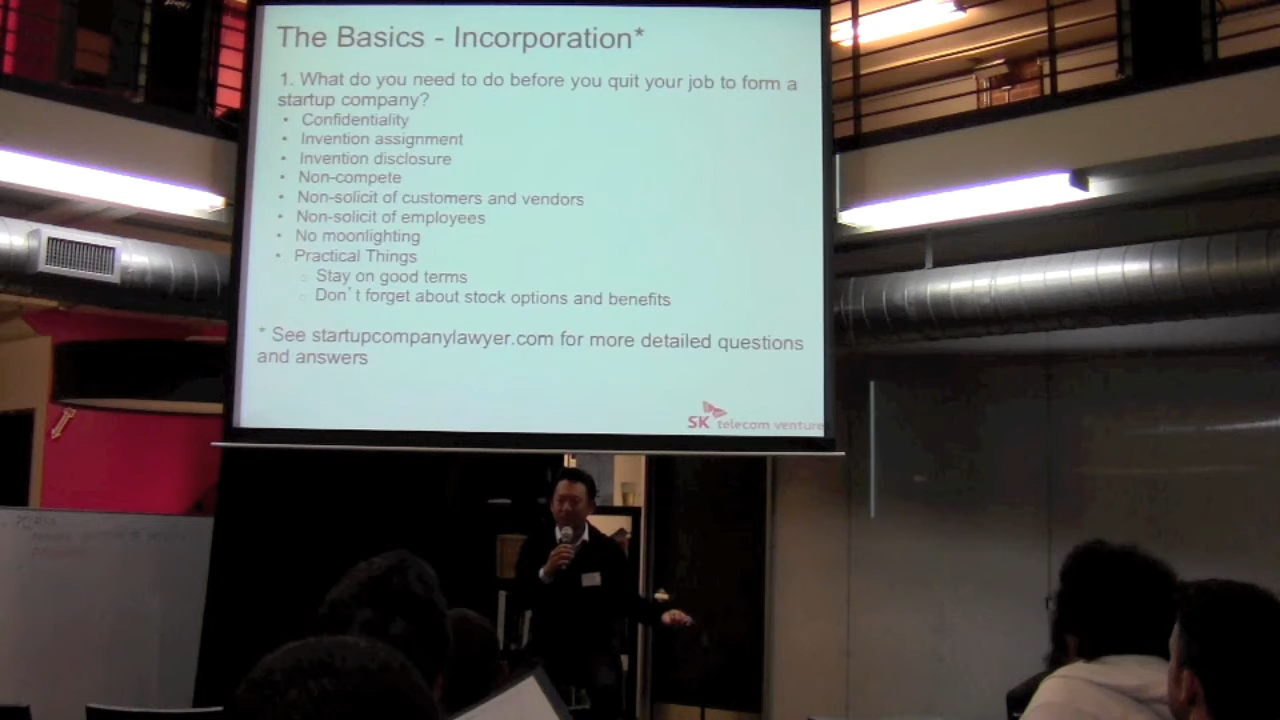 The Basics - Incorporation*
1. What do you need to do before you quit your job to form a
startup company?
• Confidentiality
• Invention assignment
• Invention disclosure
• Non-compete
• Non-solicit of customers and vendors
• Non-solicit of employees
• No moonlighting
• Practical Things
○ Stay on good terms
○ Don't forget about stock options and benefits
* See startupcompanylawyer.com for more detailed questions
and answers
SK telecom venture